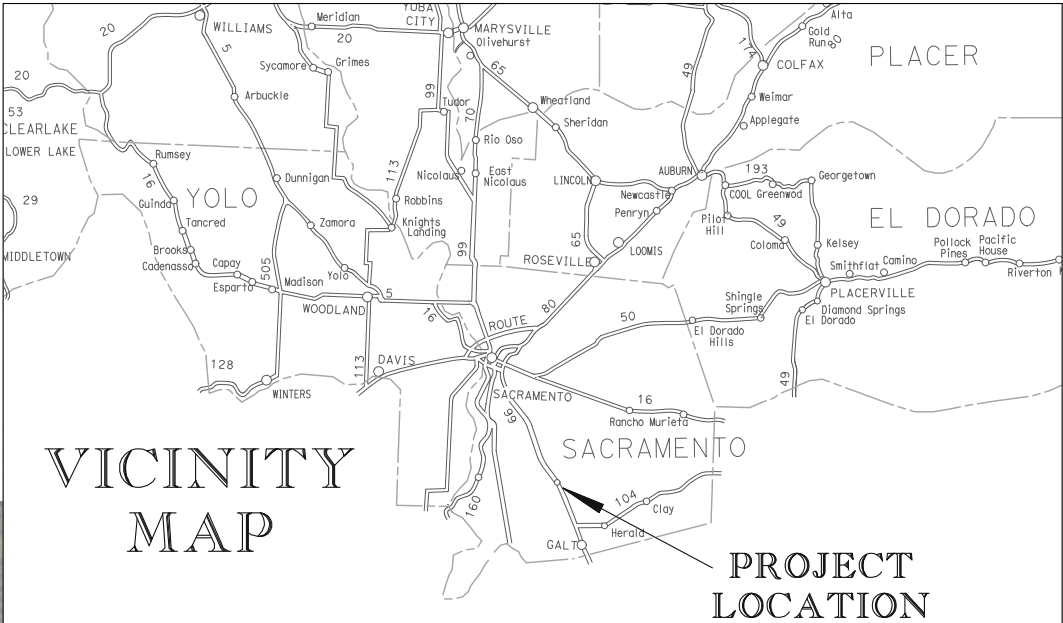 Alta
YUBA
CITY
Meridian
WILLIAMS
MARYSVILLE
Olivehurst
Gold
Run
80
20
20
5
174
PLACER
COLFAX
Sycamore
Grimes
65
49
20
99
Arbuckle
Tudor
70
Wheatland
Weimar
53
CLEARLAKE
LOWER LAKE
Sheridan
Applegate
Rio Oso
Rumsey
16
Dunnigan
113
Nicolaus
East
Nicolaus
LINCOLN
AUBURN
193
Georgetown
Newcastle
COOL
Greenwod
YOLO
29
Guinda
Robbins
Penryn
Pilot
Hill
49
EL DORADO
Tancred
Zamora
Knights
Landing
65
Coloma
Kelsey
Brooks
99
LOOMIS
Pollock
Pines
Pacific
House
MIDDLETOWN
Cadenasso
Capay
505
Yolo
ROSEVILLE
Smithflat
Camino
Riverton
Esparto
Madison
5
PLACERVILLE
WOODLAND
16
80
Shingle
Springs
Diamond Springs
El Dorado
ROUTE
50
El Dorado
Hills
128
113
DAVIS
49
WINTERS
SACRAMENTO
16
99
Rancho Murieta
SACRAMENTO
VICINITY
MAP
160
104
Clay
Herald
GALT
PROJECT
LOCATION